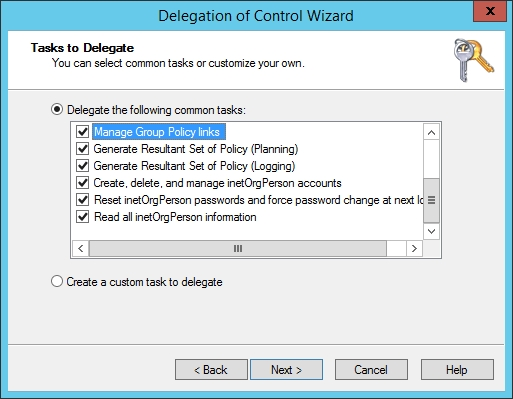 Delegation of Control Wizard
x
Tasks to Delegate
You can select common tasks or customize your own.
Delegate the following common tasks:
Manage Group Policy links
Generate Resultant Set of Policy (Planning)
Generate Resultant Set of Policy (Logging)
Create, delete, and manage inetOrgPerson accounts
Reset inetOrgPerson passwords and force password change at next lo
Read all inetOrgPerson information
Create a custom task to delegate
< Back
Next >
Cancel
Help